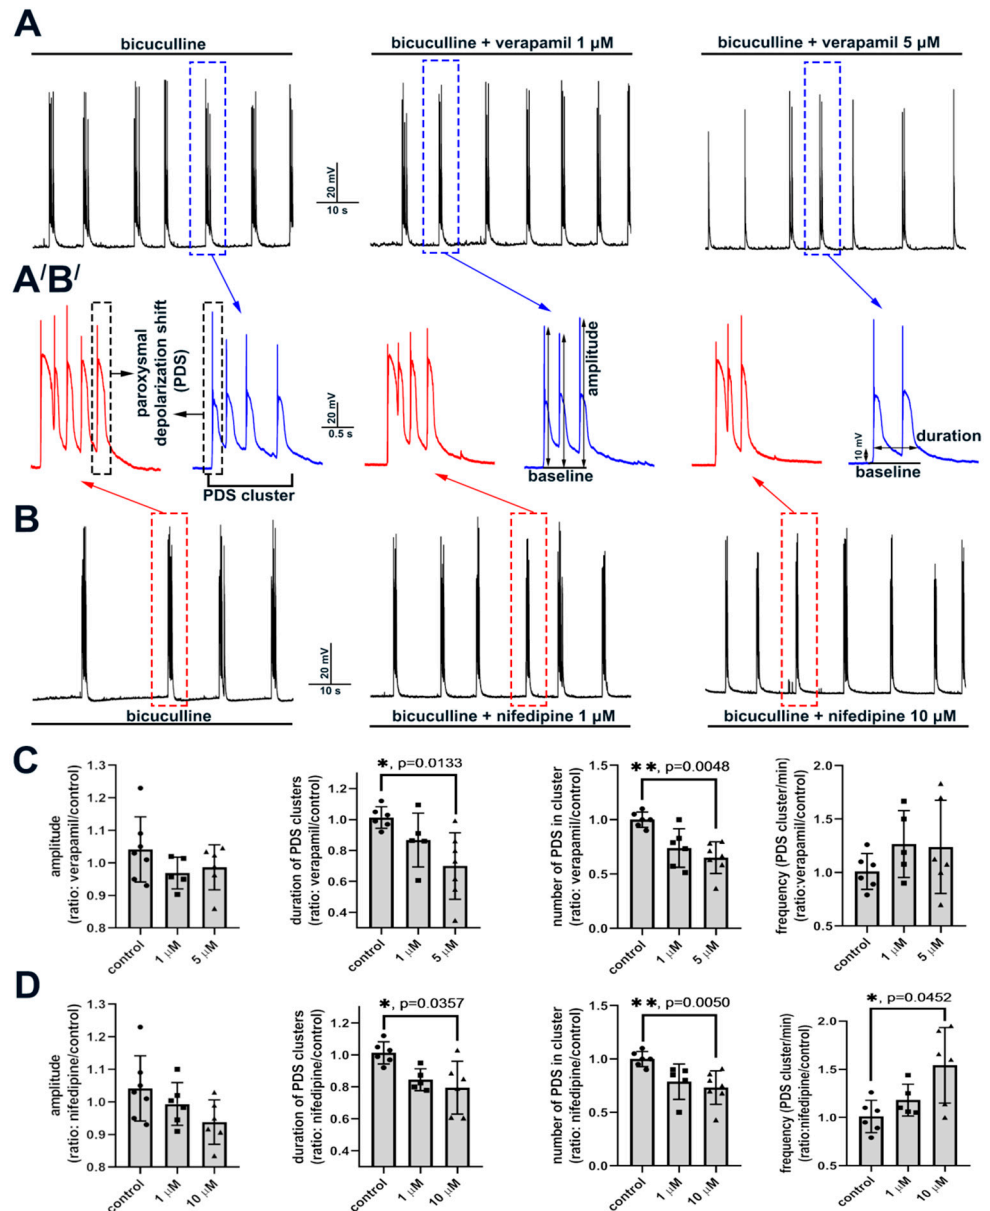 A
bicuculline
bicuculline + verapamil 1 µM
bicuculline + verapamil 5 µM
20 mV
10 s
A/B/
paroxysmal
depolarization shift
(PDS)
PDS cluster
20 mV
0.5 s
amplitude
baseline
10 mV
duration
baseline
B
20 mV
10 s
bicuculline
bicuculline + nifedipine 1 µM
bicuculline + nifedipine 10 µM
C
amplitude
(ratio: verapamil/control)
1.3
1.2
1.1
1.0
0.9
0.8
control
1 µM
5 µM
duration of PDS clusters
(ratio: verapamil/control)
*, p=0.0133
1.2
1.0
0.8
0.6
0.4
control
1 µM
5 µM
number of PDS in cluster
(ratio: verapamil/control)
**, p=0.0048
1.5
1.0
0.5
0.0
control
1 µM
5 µM
frequency (PDS cluster/min)
(ratio:verapamil/control)
2.0
1.5
1.0
0.5
control
1 µM
5 µM
D
amplitude
(ratio: nifedipine/control)
1.3
1.2
1.1
1.0
0.9
0.8
control
1 µM
10 µM
duration of PDS clusters
(ratio: nifedipine/control)
*, p=0.0357
1.2
1.0
0.8
0.6
0.4
control
1 µM
10 µM
number of PDS in cluster
(ratio: nifedipine/control)
**, p=0.0050
1.5
1.0
0.5
0.0
control
1 µM
10 µM
frequency (PDS cluster/min)
(ratio:nifedipine/control)
*, p=0.0452
2.0
1.5
1.0
0.5
control
1 µM
10 µM